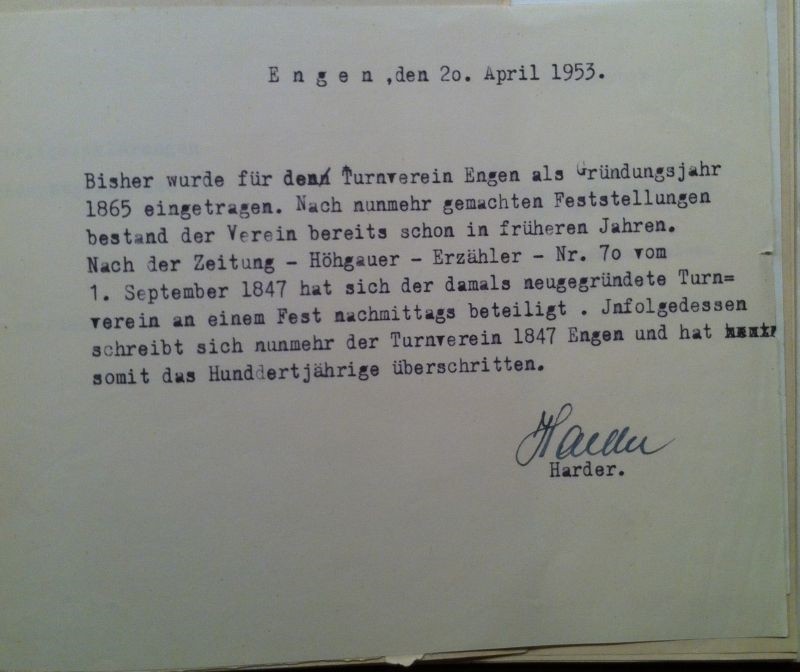 E n g e n ,den 2o. April 1953.
Bisher wurde für den Turnverein Engen als Gründungsjahr
1865 eingetragen. Nach nunmehr gemachten Feststellungen
bestand der Verein bereits schon in früheren Jahren.
Nach der Zeitung - Höhgauer - Erzähler - Nr. 7o vom
1. September 1847 hat sich der damals neugegründete Turn=
verein an einem Fest nachmittags beteiligt . Jnfolgedessen
schreibt sich nunmehr der Turnverein 1847 Engen und hat
somit das Hunddertjährige überschritten.
Harder
Harder.